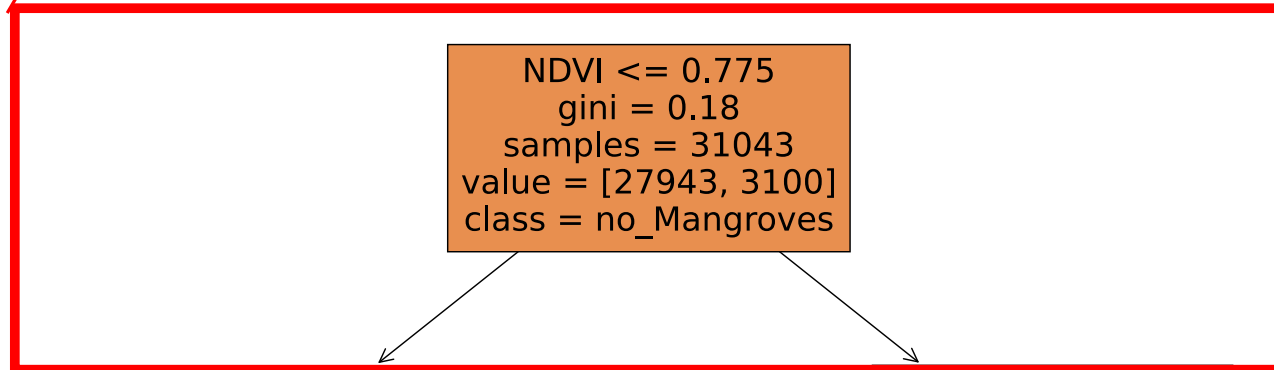 NDVI <= 0.775
gini = 0.18
samples = 31043
value = [27943, 3100]
class = no_Mangroves